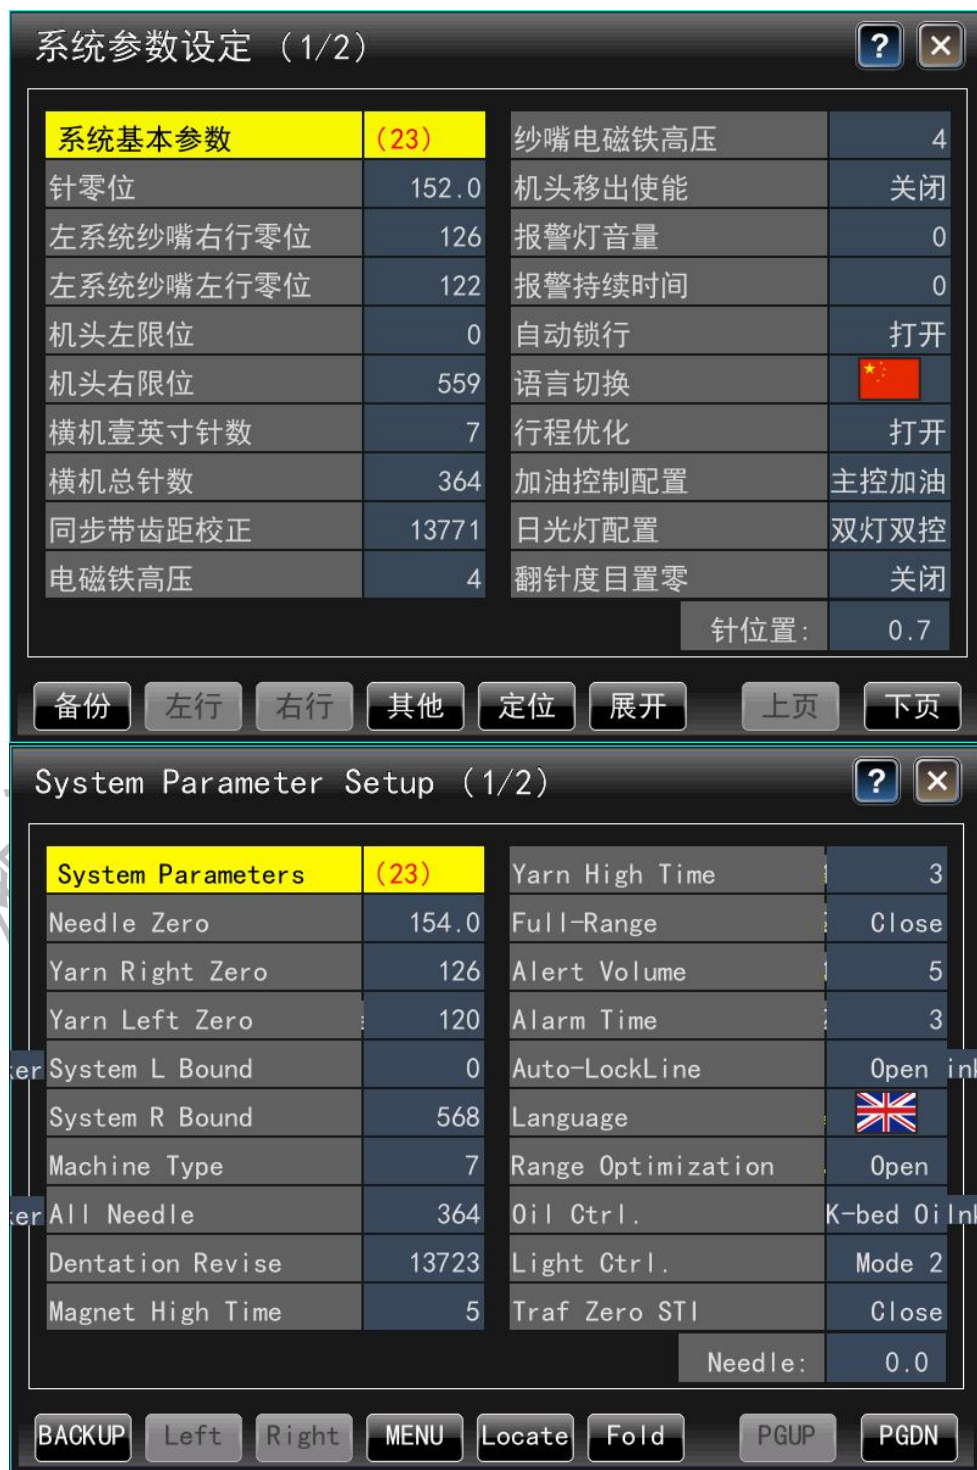 系统参数设定 (1/2)
?
×
系统基本参数 (23) 纱嘴电磁铁高压 4
针零位 152.0 机头移出使能 关闭
左系统纱嘴右行零位 126 报警灯音量 0
左系统纱嘴左行零位 122 报警持续时间 0
机头左限位 0 自动锁行 打开
机头右限位 559 语言切换
横机壹英寸针数 7 行程优化 打开
横机总针数 364 加油控制配置 主控加油
同步带齿距校正 13771 日光灯配置 双灯双控
电磁铁高压 4 翻针度目置零 关闭
针位置: 0.7
备份 左行 右行 其他 定位 展开 上页 下页
System Parameter Setup (1/2)
?
×
System Parameters (23) Yarn High Time 3
Needle Zero 154.0 Full-Range Close
Yarn Right Zero 126 Alert Volume 5
Yarn Left Zero 120 Alarm Time 3
System L Bound 0 Auto-LockLine Open
System R Bound 568 Language
Machine Type 7 Range Optimization Open
All Needle 364 Oil Ctrl. K-bed Oil
Dentation Revise 13723 Light Ctrl. Mode 2
Magnet High Time 5 Traf Zero STI Close
Needle: 0.0
BACKUP Left Right MENU Locate Fold PGUP PGDN